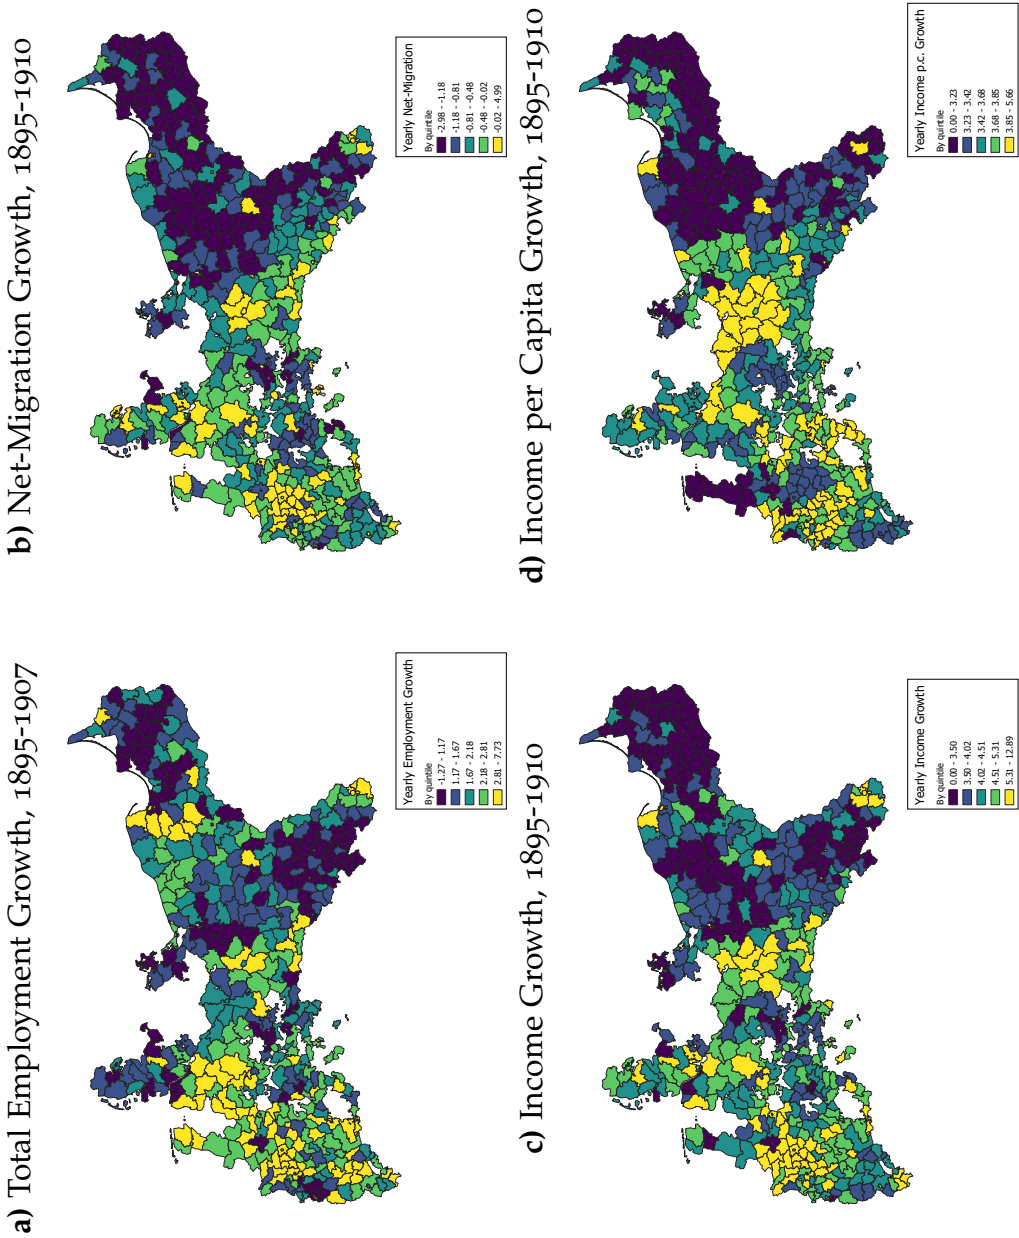 a) Total Employment Growth, 1895-1907
Yearly Employment Growth
By quintile
-1.27 - 1.17
1.17 - 1.67
1.67 - 2.18
2.18 - 2.81
2.81 - 7.73
b) Net-Migration Growth, 1895-1910
Yearly Net-Migration
By quintile
-2.98 - -1.18
-1.18 - -0.81
-0.81 - -0.48
-0.48 - -0.02
-0.02 - 4.99
c) Income Growth, 1895-1910
Yearly Income Growth
By quintile
0.00 - 3.50
3.50 - 4.02
4.02 - 4.51
4.51 - 5.31
5.31 - 12.89
d) Income per Capita Growth, 1895-1910
Yearly Income p.c. Growth
By quintile
0.00 - 3.23
3.23 - 3.42
3.42 - 3.68
3.68 - 3.85
3.85 - 5.66